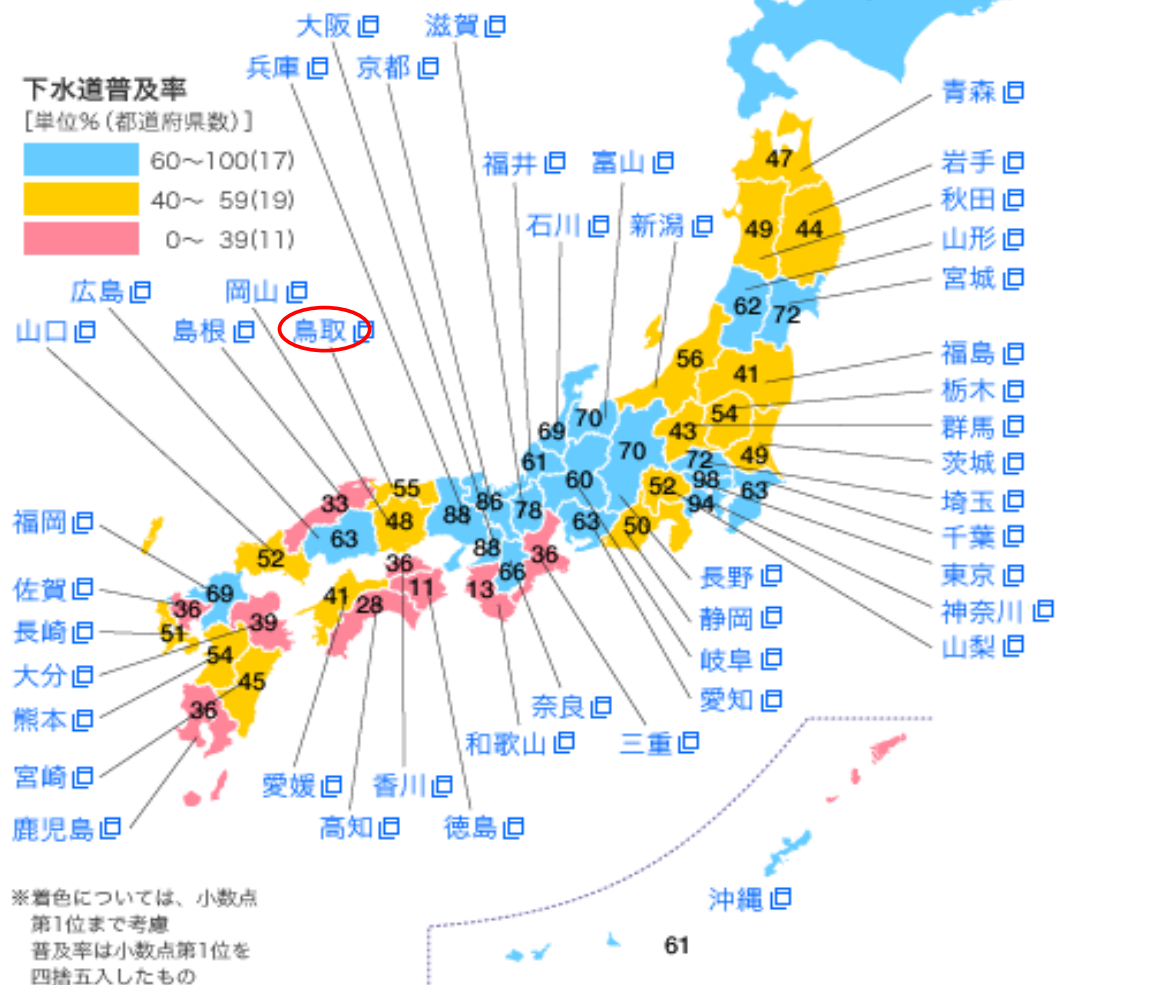 大阪
滋賀
兵庫
京都
下水道普及率
[単位%(都道府県数)]
60～100(17)
40～ 59(19)
0～ 39(11)
青森
福井
富山
岩手
石川
新潟
秋田
山形
宮城
広島
岡山
山口
島根
鳥取
福島
栃木
群馬
茨城
埼玉
千葉
東京
神奈川
山梨
長野
静岡
岐阜
愛知
福岡
佐賀
長崎
大分
熊本
宮崎
鹿児島
奈良
和歌山
三重
愛媛
香川
高知
徳島
沖縄
47
49
44
62
72
56
41
54
43
49
70
69
70
61
60
72
98
63
94
52
50
63
55
33
48
63
88
86
78
88
66
36
52
36
11
13
41
28
69
36
51
39
54
45
36
61
※着色については、小数点
第1位まで考慮
普及率は小数点第1位を
四捨五入したもの